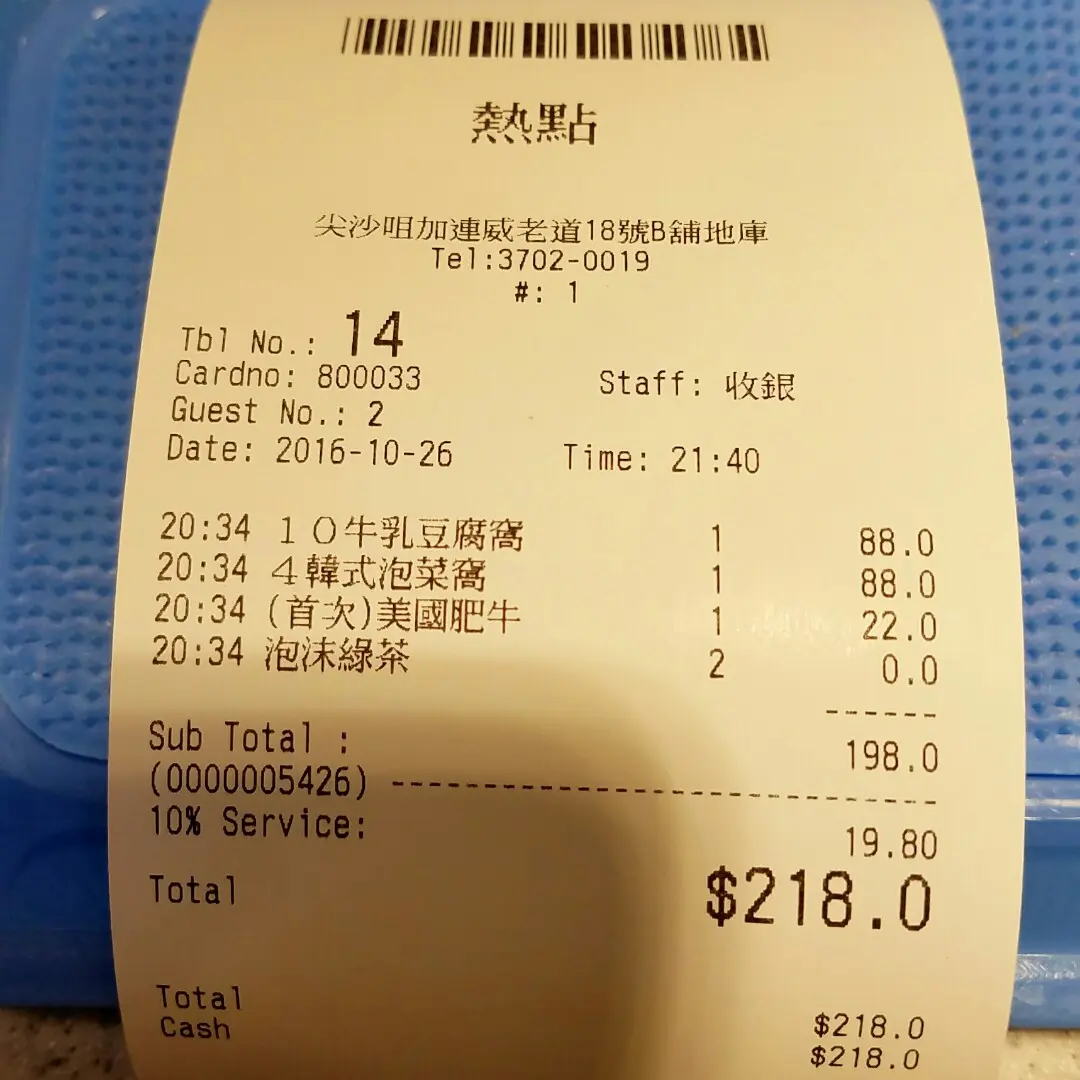 熱點
尖沙咀加連威老道18號B舖地庫
Tel:3702-0019
#: 1
Tbl No.: 14
Cardno: 800033 Staff: 收銀
Guest No.: 2
Date: 2016-10-26 Time: 21:40
20:34 10牛乳豆腐窩 1 88.0
20:34 4韓式泡菜窩 1 88.0
20:34 (首次)美國肥牛 1 22.0
20:34 泡沫綠茶 2 0.0
------
Sub Total : 198.0
(0000005426) ------------------------------
10% Service: 19.80
Total $218.0
Total $218.0
Cash $218.0